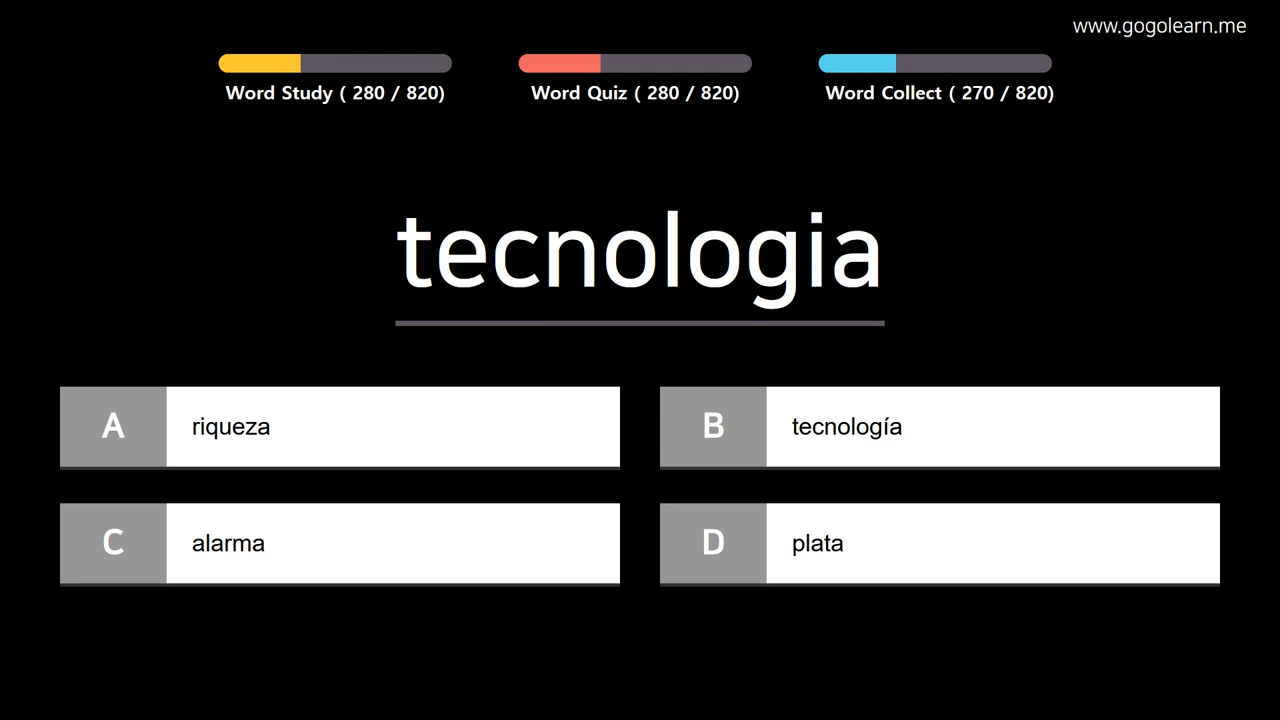 www.gogolearn.me
Word Study ( 280 / 820)
Word Quiz ( 280 / 820)
Word Collect ( 270 / 820)
tecnologia
A
riqueza
B
tecnología
C
alarma
D
plata